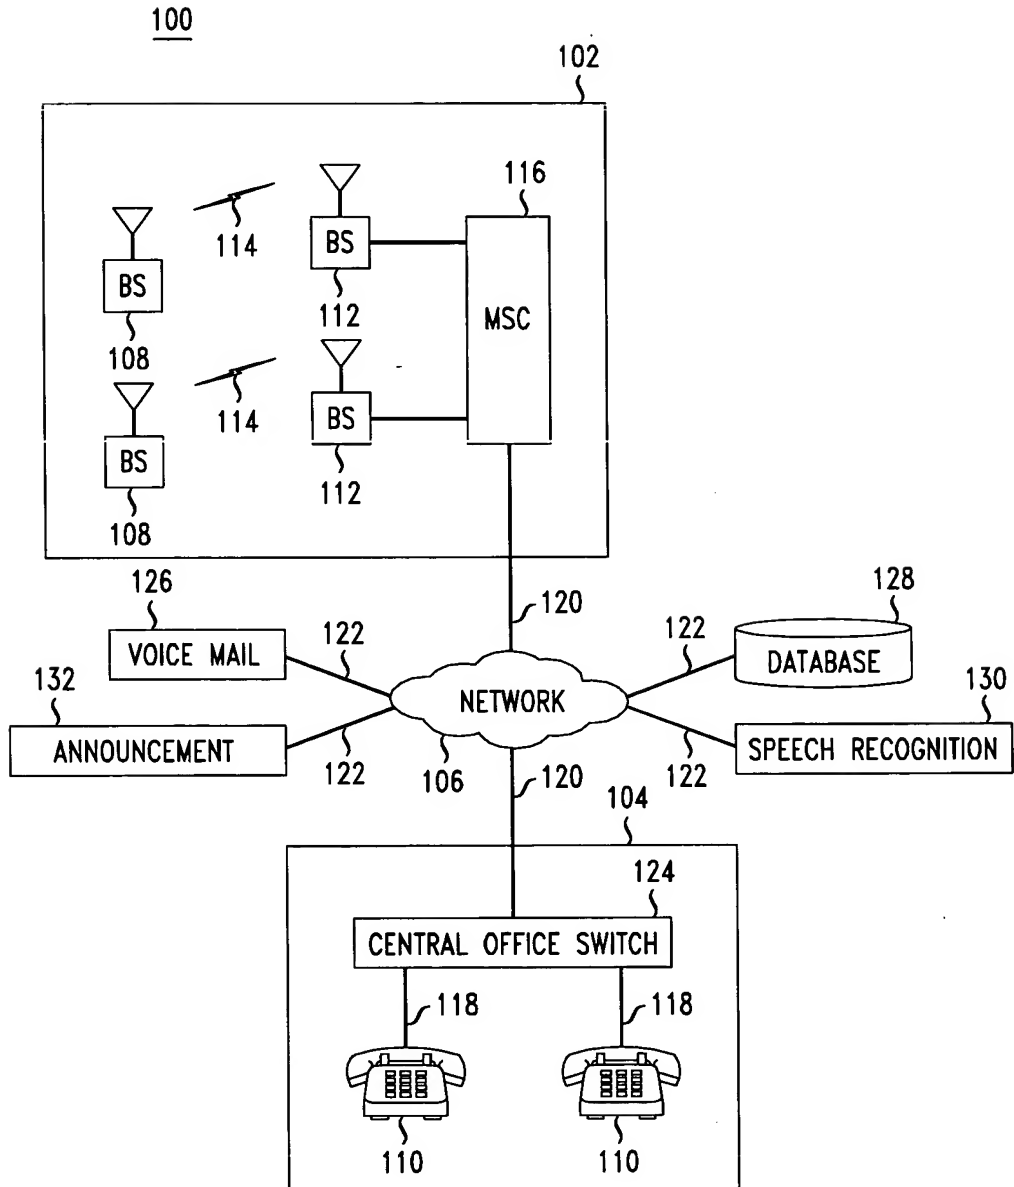 100
102
116
114
BS
BS
112
MSC
108
114
BS
BS
112
108
126
120
128
VOICE MAIL
122
122
DATABASE
132
NETWORK
130
ANNOUNCEMENT
SPEECH RECOGNITION
122
106
120
122
104
124
CENTRAL OFFICE SWITCH
118
118
110
110